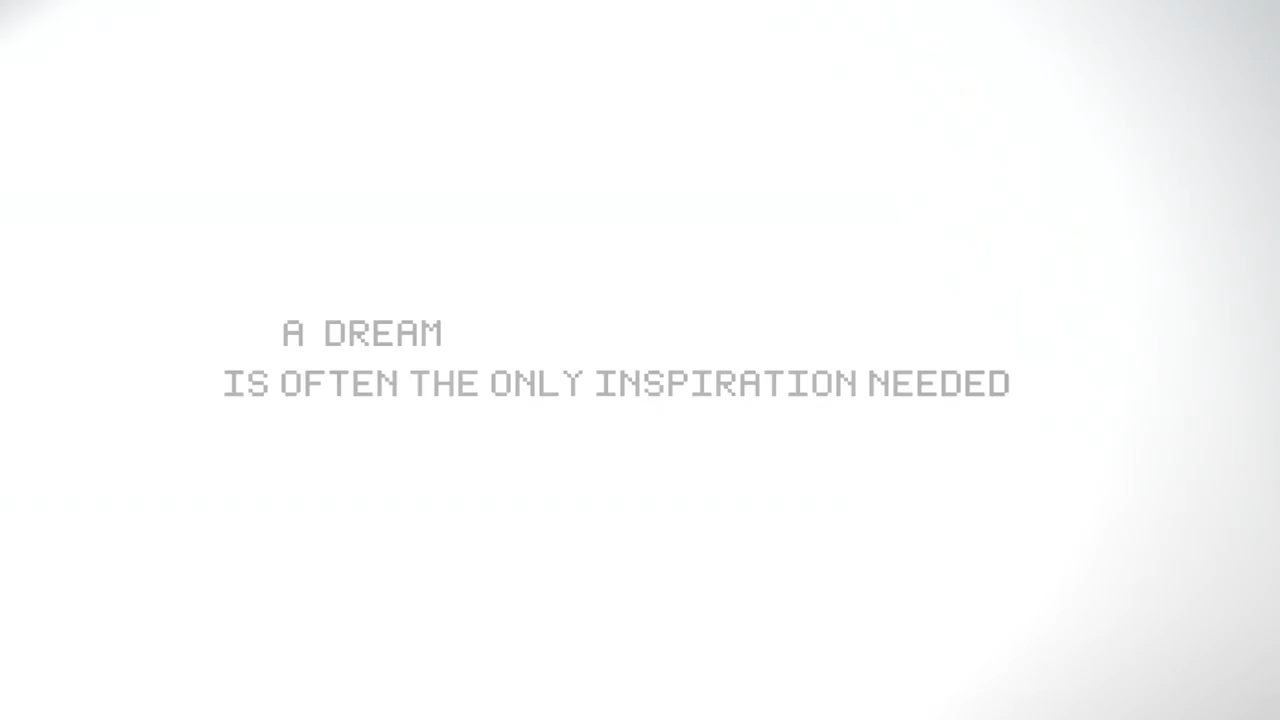 A DREAM
IS OFTEN THE ONLY INSPIRATION NEEDED